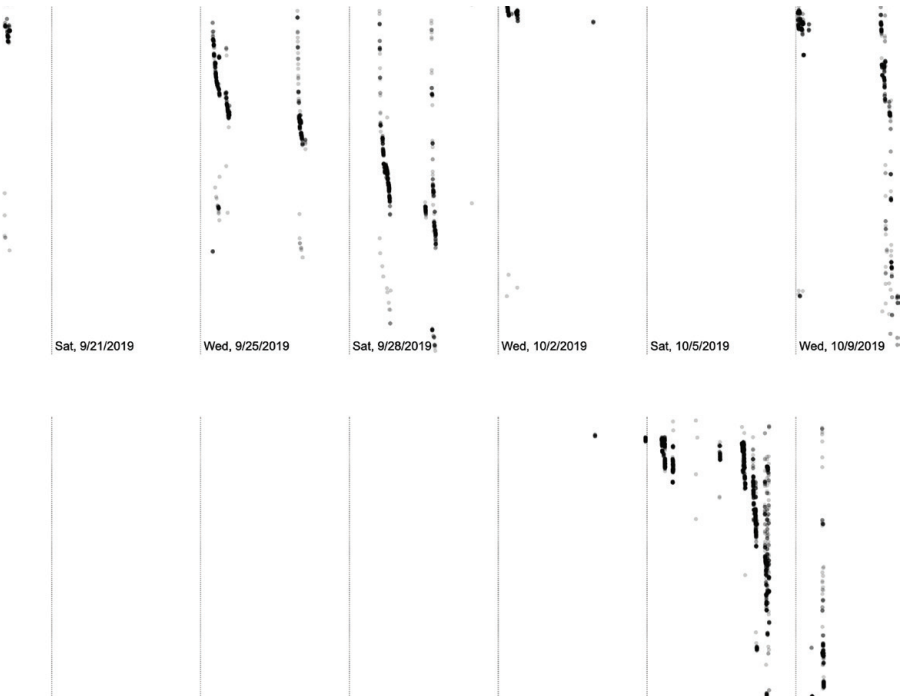 Sat, 9/21/2019
Wed, 9/25/2019
Sat, 9/28/2019
Wed, 10/2/2019
Sat, 10/5/2019
Wed, 10/9/2019